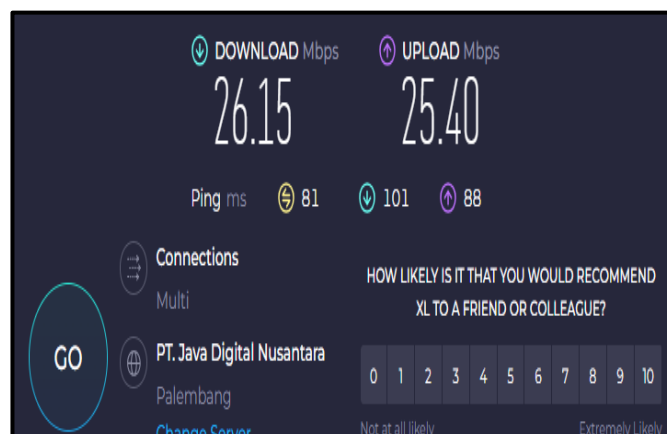 DOWNLOAD Mbps
UPLOAD Mbps
26.15
25.40
Ping ms 81 101 88
Connections
Multi
PT. Java Digital Nusantara
Palembang
Change Server
GO
HOW LIKELY IS IT THAT YOU WOULD RECOMMEND
XL TO A FRIEND OR COLLEAGUE?
0 1 2 3 4 5 6 7 8 9 10
Not at all likely
Extremely Likely